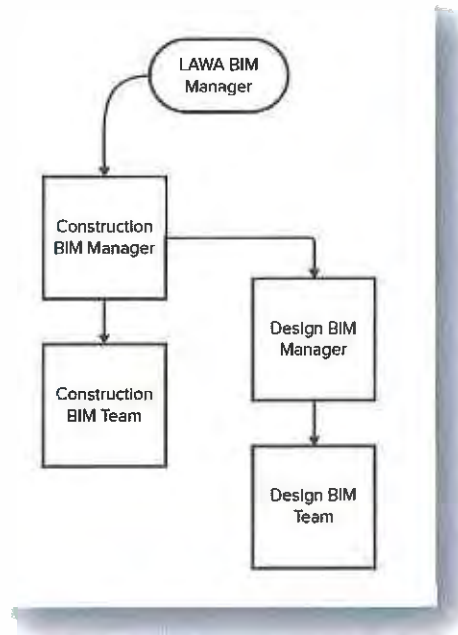 LAWA BIM
Manager
Construction
BIM Manager
Design BIM
Manager
Construction
BIM Team
Design BIM
Team